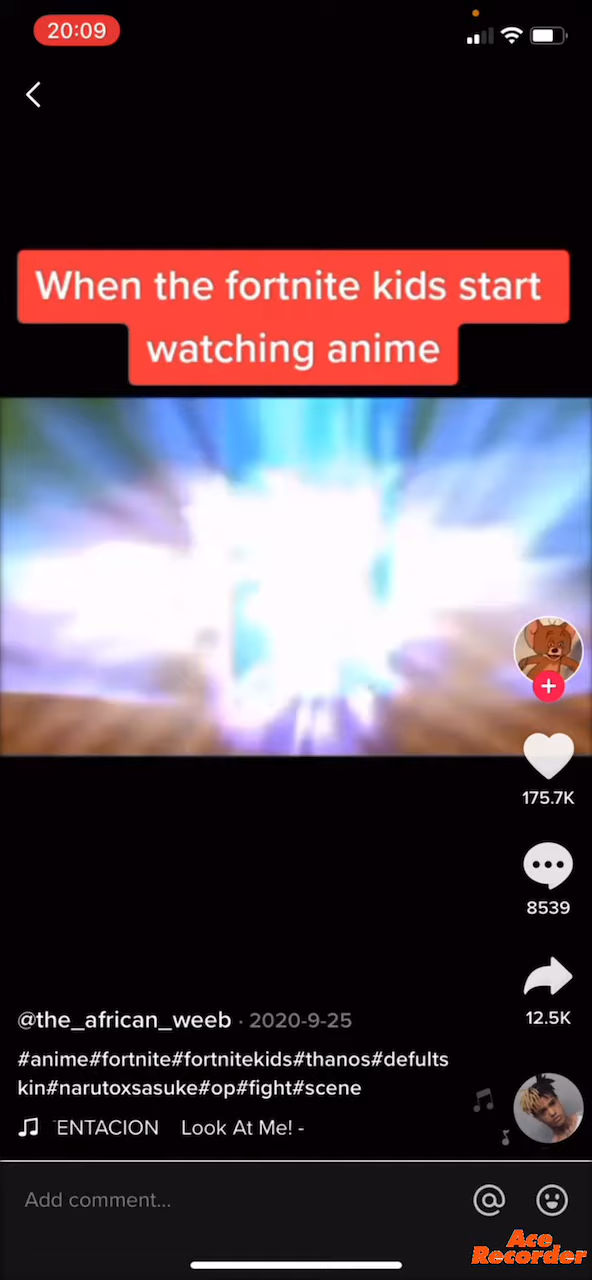 20:09
When the fortnite kids start
watching anime
175.7K
8539
12.5K
@the_african_weeb · 2020-9-25
#anime#fortnite#fortnitekids#thanos#defults
kin#narutoxsasuke#op#fight#scene
ENTACION Look At Me! -
Add comment...
Ace
Recorder